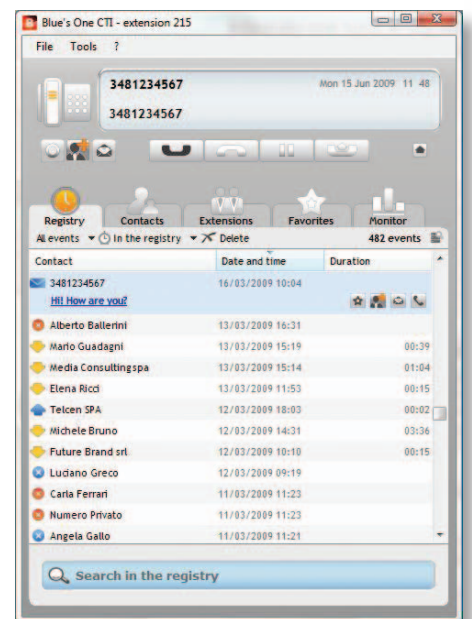 Blue's One CTI - extension 215
File Tools ?
3481234567 Mon 15 Jun 2009 11 48
3481234567
Registry Contacts Extensions Favorites Monitor
All events In the registry Delete 482 events
Contact Date and time Duration
3481234567 16/03/2009 10:04
Hi! How are you?
Alberto Ballerini 13/03/2009 16:31
Mario Guadagni 13/03/2009 15:19 00:39
Media Consultingspa 13/03/2009 15:14 01:04
Elena Ricci 13/03/2009 11:53 00:15
Telcen SPA 12/03/2009 18:03 00:02
Michele Bruno 12/03/2009 14:31 03:36
Future Brand srl 12/03/2009 10:10 00:15
Luciano Greco 12/03/2009 09:19
Carla Ferrari 11/03/2009 11:23
Numero Privato 11/03/2009 11:23
Angela Gallo 11/03/2009 11:21
Search in the registry